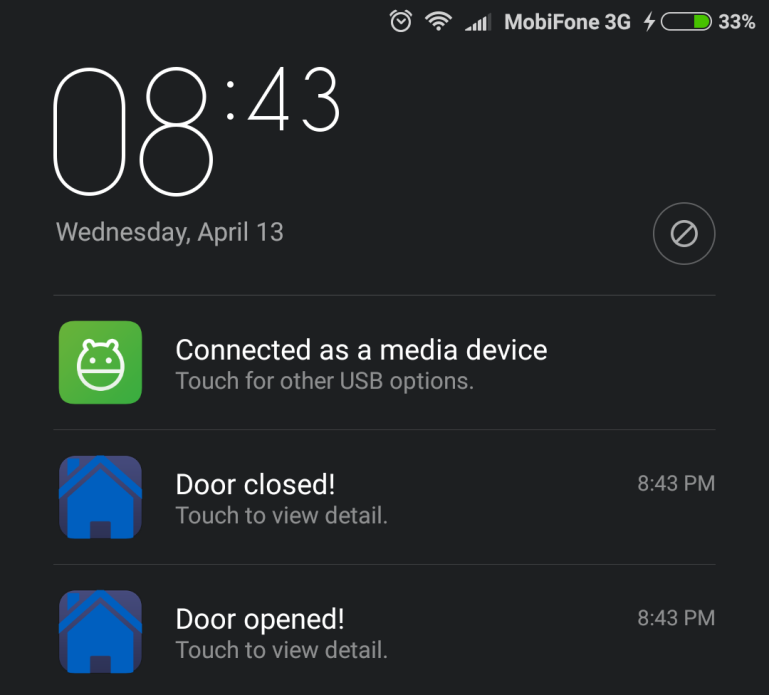 MobiFone 3G 33%
08:43
Wednesday, April 13
Connected as a media device
Touch for other USB options.
Door closed! 8:43 PM
Touch to view detail.
Door opened! 8:43 PM
Touch to view detail.